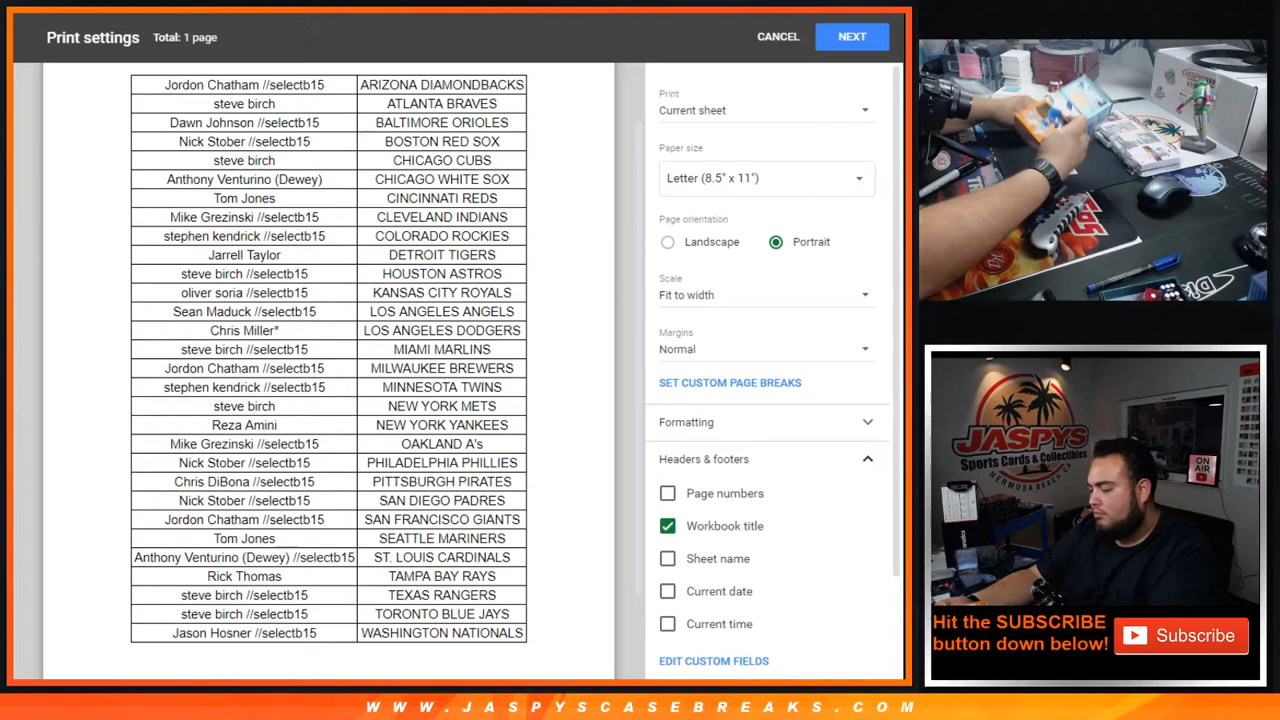 Print settings Total: 1 page CANCEL NEXT
Jordon Chatham //selectb15 ARIZONA DIAMONDBACKS
steve birch ATLANTA BRAVES
Dawn Johnson //selectb15 BALTIMORE ORIOLES
Nick Stober //selectb15 BOSTON RED SOX
steve birch CHICAGO CUBS
Anthony Venturino (Dewey) CHICAGO WHITE SOX
Tom Jones CINCINNATI REDS
Mike Grezinski //selectb15 CLEVELAND INDIANS
stephen kendrick //selectb15 COLORADO ROCKIES
Jarrell Taylor DETROIT TIGERS
steve birch //selectb15 HOUSTON ASTROS
oliver soria //selectb15 KANSAS CITY ROYALS
Sean Maduck //selectb15 LOS ANGELES ANGELS
Chris Miller* LOS ANGELES DODGERS
steve birch //selectb15 MIAMI MARLINS
Jordon Chatham //selectb15 MILWAUKEE BREWERS
stephen kendrick //selectb15 MINNESOTA TWINS
steve birch NEW YORK METS
Reza Amini NEW YORK YANKEES
Mike Grezinski //selectb15 OAKLAND A's
Nick Stober //selectb15 PHILADELPHIA PHILLIES
Chris DiBona //selectb15 PITTSBURGH PIRATES
Nick Stober //selectb15 SAN DIEGO PADRES
Jordon Chatham //selectb15 SAN FRANCISCO GIANTS
Tom Jones SEATTLE MARINERS
Anthony Venturino (Dewey) //selectb15 ST. LOUIS CARDINALS
Rick Thomas TAMPA BAY RAYS
steve birch //selectb15 TEXAS RANGERS
steve birch //selectb15 TORONTO BLUE JAYS
Jason Hosner //selectb15 WASHINGTON NATIONALS
Print
Current sheet
Paper size
Letter (8.5" x 11")
Page orientation
Landscape Portrait
Scale
Fit to width
Margins
Normal
SET CUSTOM PAGE BREAKS
Formatting
Headers & footers
Page numbers
Workbook title
Sheet name
Current date
Current time
EDIT CUSTOM FIELDS
JASPYS
Sports Cards & Collectibles
HERMOSA BEACH CA
ON
AIR
Hit the SUBSCRIBE
button down below!
Subscribe
WWW.JASPYSCASEBREAKS.COM